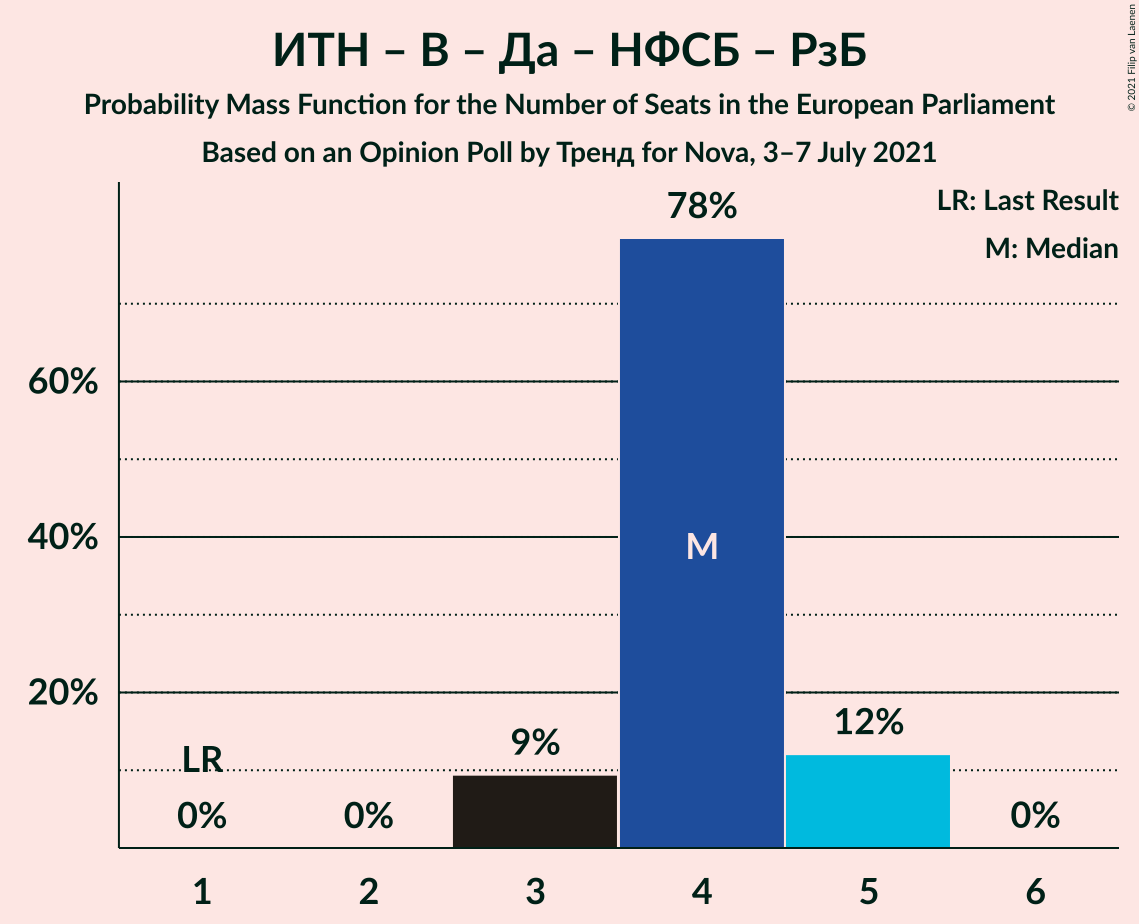 ИТН – В – Да – НФСБ – РзБ
Probability Mass Function for the Number of Seats in the European Parliament
Based on an Opinion Poll by Тренд for Nova, 3–7 July 2021
© 2021 Filip van Laenen
LR: Last Result
M: Median
78%
60%
40%
M
20%
12%
9%
LR
0%
0%
0%
1
2
3
4
5
6